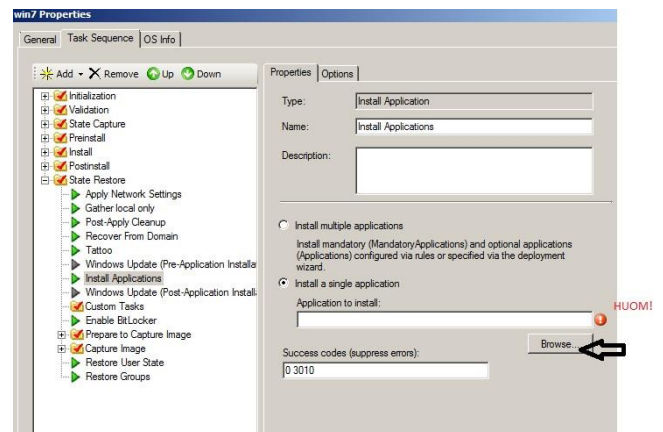 win7 Properties
General Task Sequence OS Info
Add Remove Up Down
Initialization
Validation
State Capture
Preinstall
Install
Postinstall
State Restore
Apply Network Settings
Gather local only
Post-Apply Cleanup
Recover From Domain
Tattoo
Windows Update (Pre-Application Installa
Install Applications
Windows Update (Post-Application Install
Custom Tasks
Enable BitLocker
Prepare to Capture Image
Capture Image
Restore User State
Restore Groups
Properties Options
Type: Install Application
Name: Install Applications
Description:
Install multiple applications
Install mandatory (MandatoryApplications) and optional applications
(Applications) configured via rules or specified via the deployment
wizard.
Install a single application
Application to install:
HUOM!
Browse...
Success codes (suppress errors):
0 3010